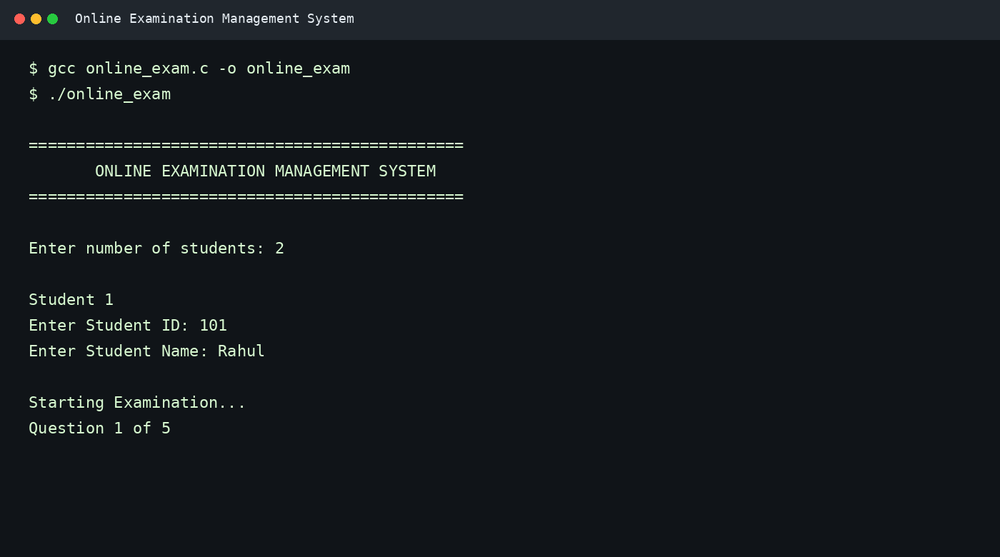 Online Examination Management System
$ gcc online_exam.c -o online_exam
$ ./online_exam
==============================================
ONLINE EXAMINATION MANAGEMENT SYSTEM
==============================================
Enter number of students: 2
Student 1
Enter Student ID: 101
Enter Student Name: Rahul
Starting Examination...
Question 1 of 5